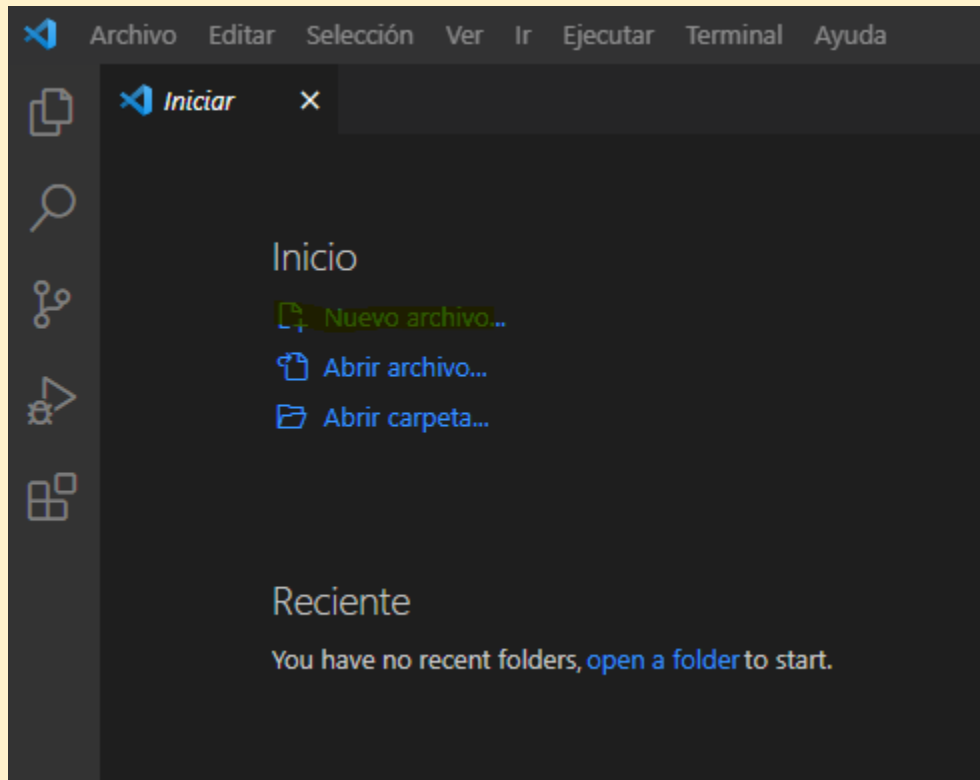 Archivo Editar Selección Ver Ir Ejecutar Terminal Ayuda
Iniciar
Inicio
Nuevo archivo...
Abrir archivo...
Abrir carpeta...
Reciente
You have no recent folders, open a folder to start.